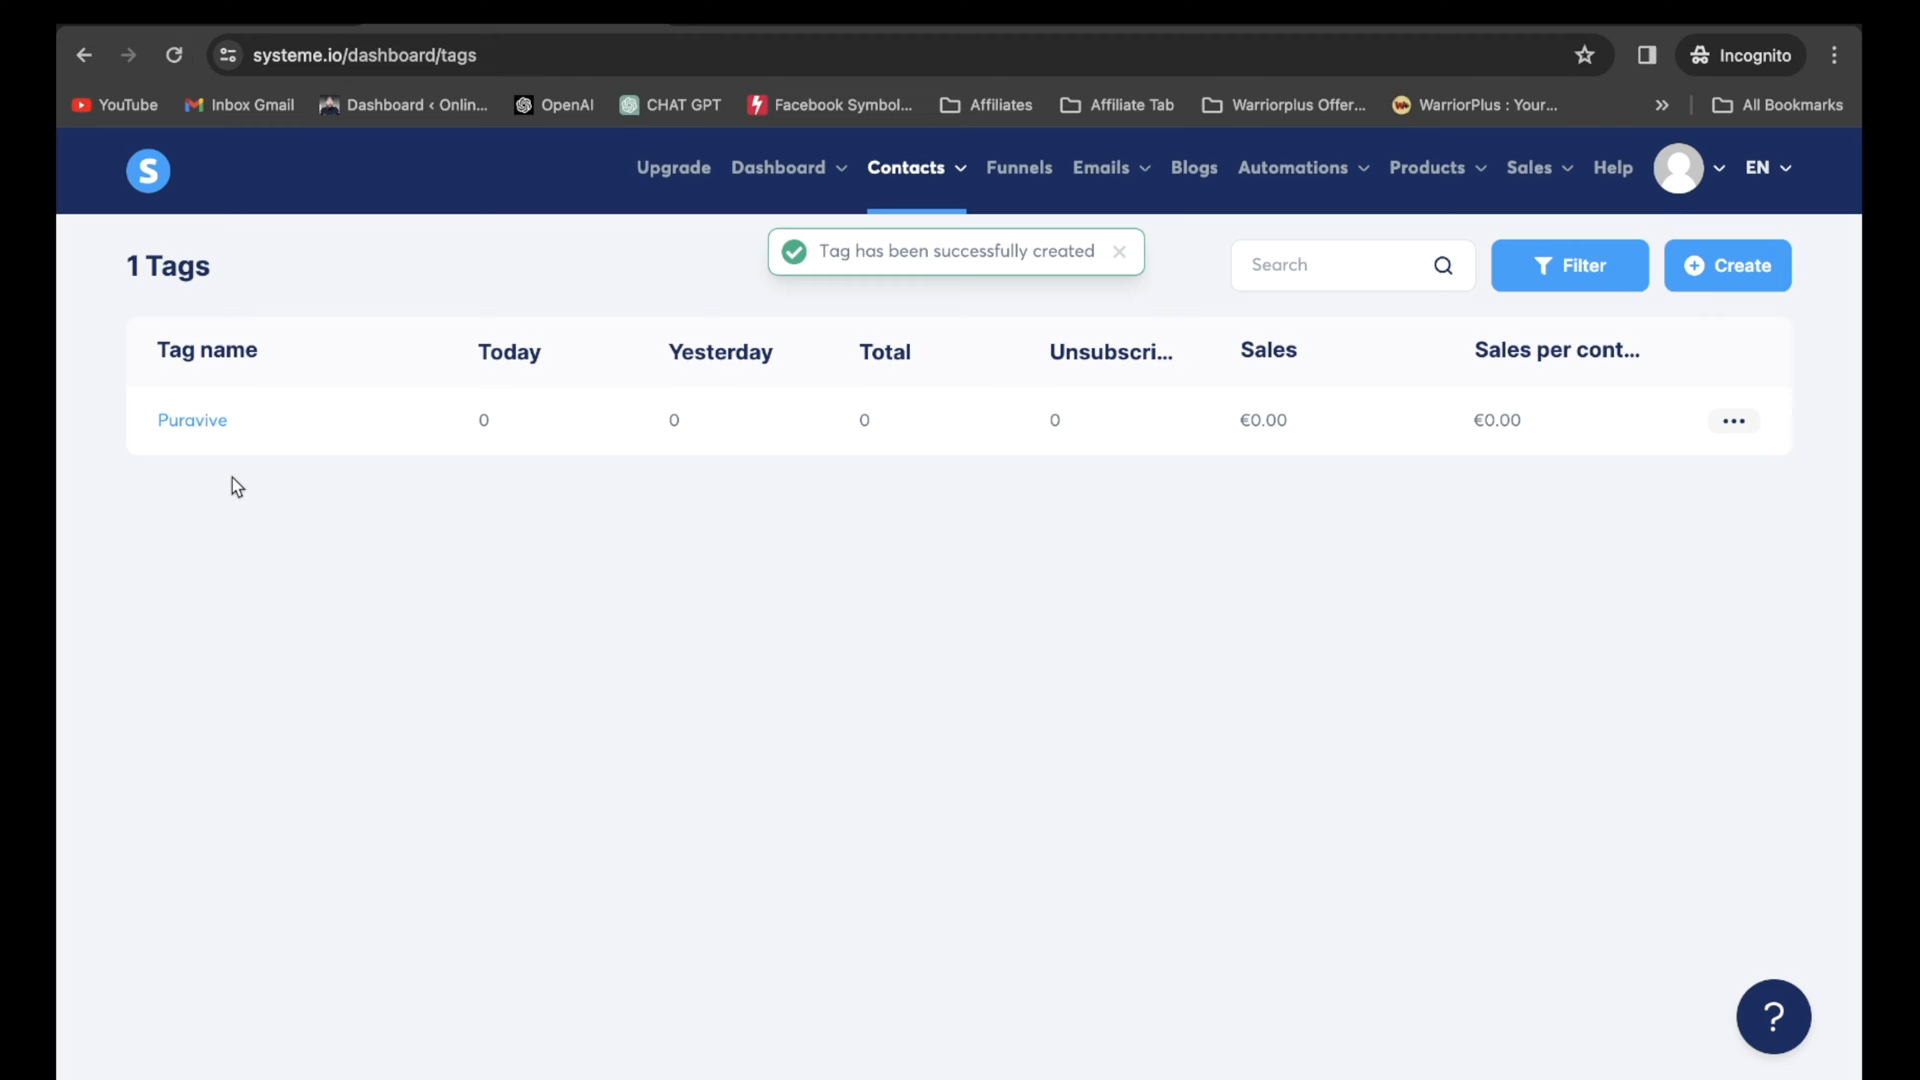 systeme.io/dashboard/tags
Incognito
YouTube
Inbox Gmail
Dashboard ‹ Onlin...
OpenAI
CHAT GPT
Facebook Symbol...
Affiliates
Affiliate Tab
Warriorplus Offer...
WarriorPlus : Your...
»
All Bookmarks
S
Upgrade Dashboard Contacts Funnels Emails Blogs Automations Products Sales Help EN
1 Tags
Tag has been successfully created
Search
Filter
Create
Tag name Today Yesterday Total Unsubscri... Sales Sales per cont...
Puravive 0 0 0 0 €0.00 €0.00 ...
?